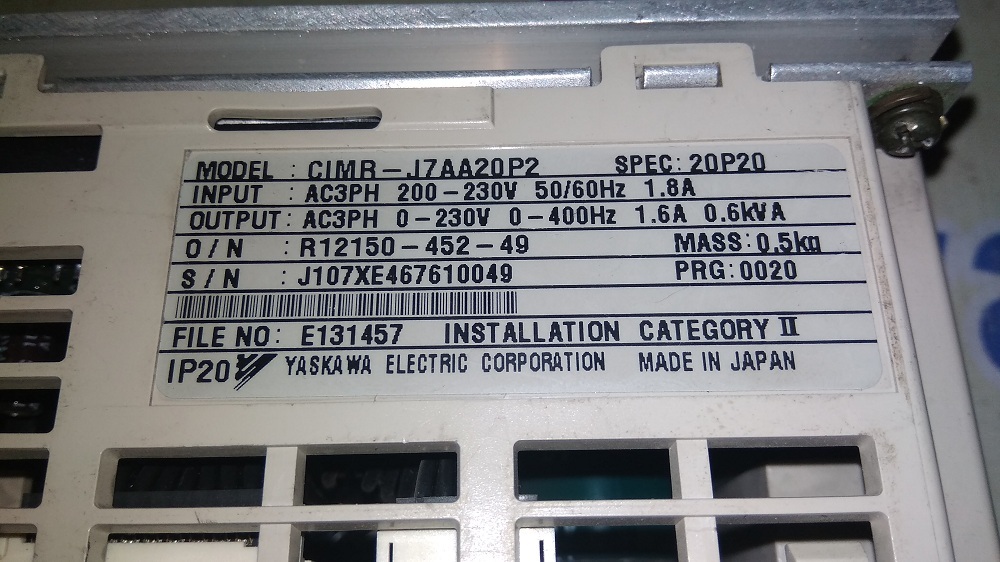 MODEL : CIMR-J7AA20P2 SPEC: 20P20
INPUT : AC3PH 200-230V 50/60Hz 1.8A
OUTPUT: AC3PH 0-230V 0-400Hz 1.6A 0.6kVA
O/N : R12150-452-49 MASS: 0.5kg
S/N : J107XE467610049 PRG: 0020
FILE NO: E131457 INSTALLATION CATEGORY II
IP20 YASKAWA ELECTRIC CORPORATION MADE IN JAPAN